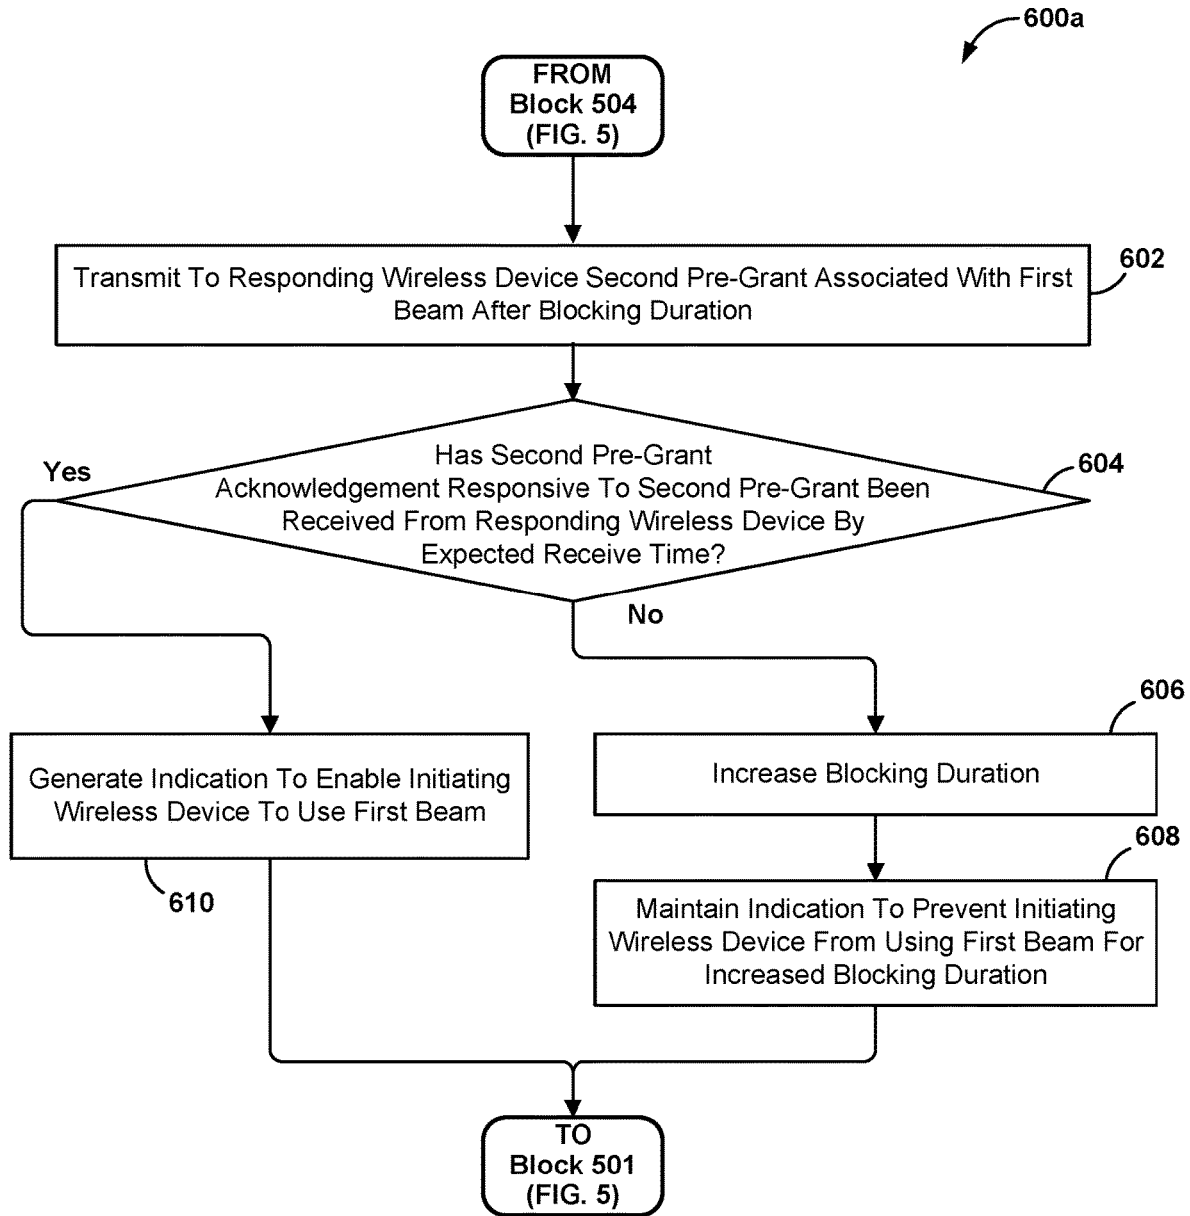 600a
FROM
Block 504
(FIG. 5)
602
Transmit To Responding Wireless Device Second Pre-Grant Associated With First
Beam After Blocking Duration
Has Second Pre-Grant
Acknowledgement Responsive To Second Pre-Grant Been
Received From Responding Wireless Device By
Expected Receive Time?
604
Yes
No
606
Increase Blocking Duration
Generate Indication To Enable Initiating
Wireless Device To Use First Beam
610
608
Maintain Indication To Prevent Initiating
Wireless Device From Using First Beam For
Increased Blocking Duration
TO
Block 501
(FIG. 5)